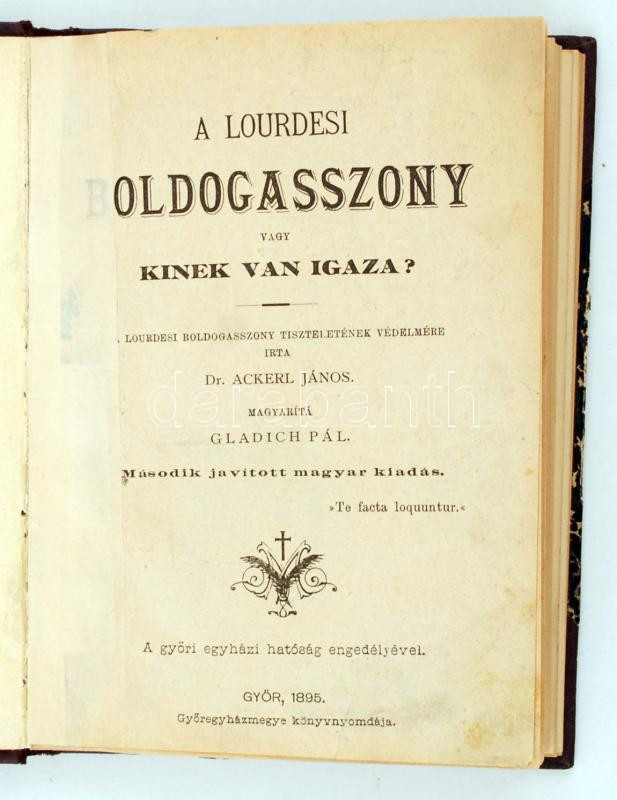 A LOURDESI
BOLDOGASSZONY
VAGY
KINEK VAN IGAZA?
A LOURDESI BOLDOGASSZONY TISZTELETÉNEK VÉDELMÉRE
IRTA
Dr. ACKERL JÁNOS.
MAGYARÍTÁ
GLADICH PÁL.
Második javított magyar kiadás.
»Te facta loquuntur.«
A győri egyházi hatóság engedélyével.
GYŐR, 1895.
Győregyházmegye könyvnyomdája.
darabanth